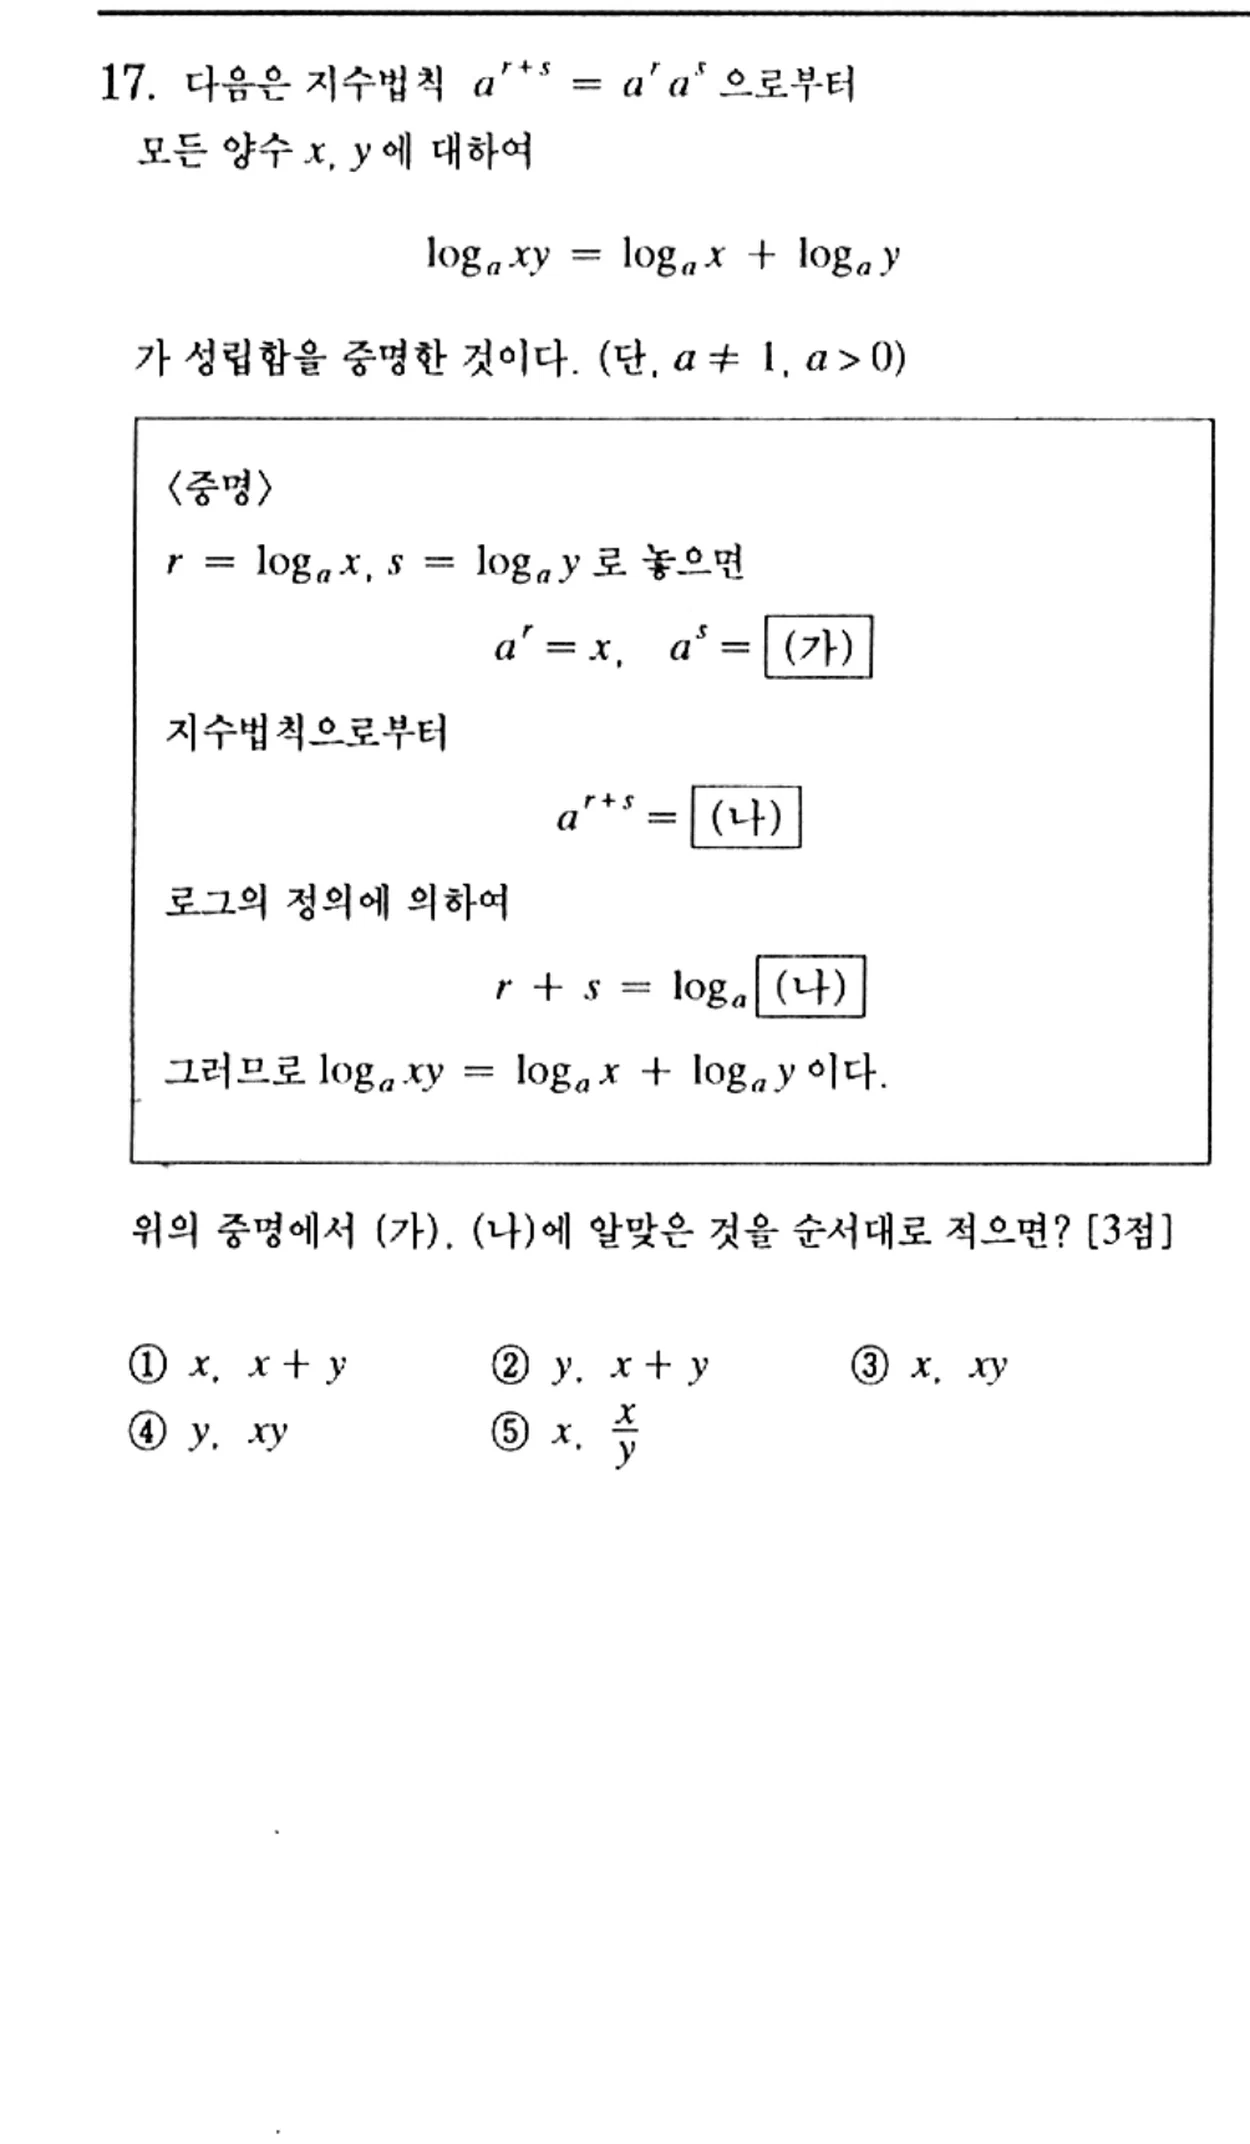 17. 다음은 지수법칙 a^{r+s} = a^r a^s 으로부터
모든 양수 x, y에 대하여
log_a xy = log_a x + log_a y
가 성립함을 증명한 것이다. (단, a ≠ 1, a > 0)
〈증명〉
r = log_a x, s = log_a y 로 놓으면
a^r = x, a^s = (가)
지수법칙으로부터
a^{r+s} = (나)
로그의 정의에 의하여
r + s = log_a (나)
그러므로 log_a xy = log_a x + log_a y 이다.
위의 증명에서 (가), (나)에 알맞은 것을 순서대로 적으면? [3점]
① x, x + y ② y, x + y ③ x, xy
④ y, xy ⑤ x, x/y